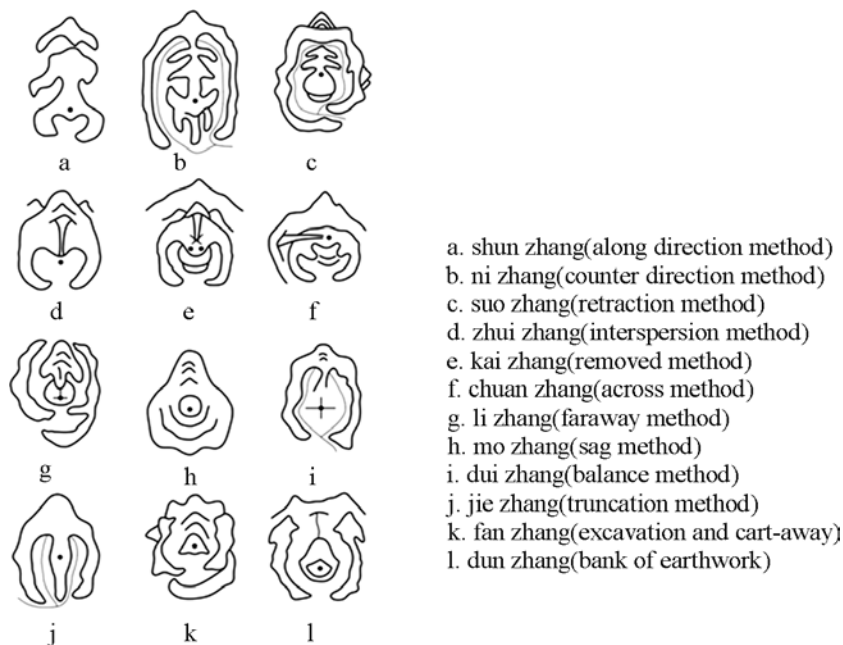 a
b
c
d
e
f
g
h
i
j
k
l
a. shun zhang(along direction method)
b. ni zhang(counter direction method)
c. suo zhang(retraction method)
d. zhui zhang(interspersion method)
e. kai zhang(removed method)
f. chuan zhang(across method)
g. li zhang(faraway method)
h. mo zhang(sag method)
i. dui zhang(balance method)
j. jie zhang(truncation method)
k. fan zhang(excavation and cart-away)
l. dun zhang(bank of earthwork)